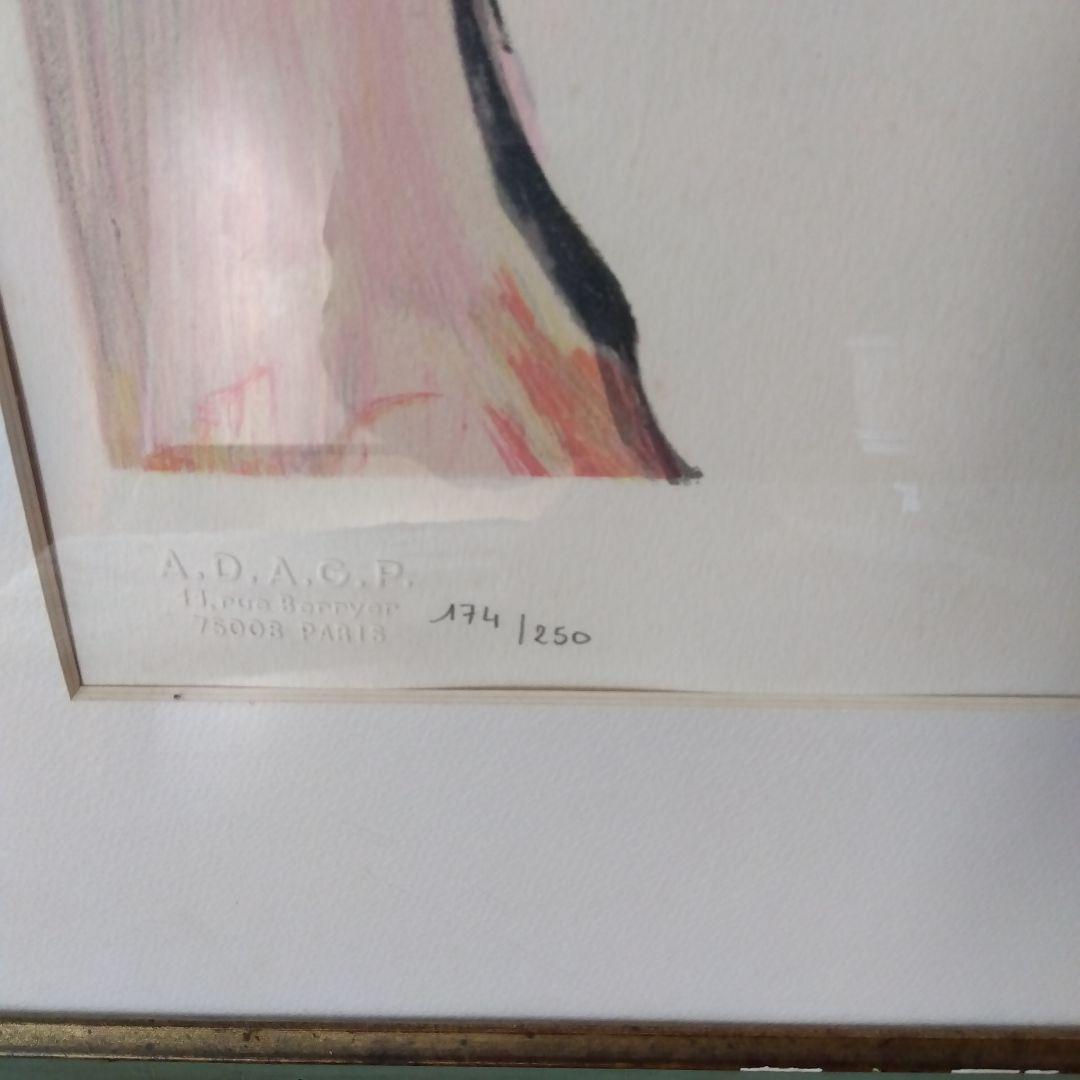 A.D.A.G.P.
11, rue Berryer
75008 PARIS
174/250